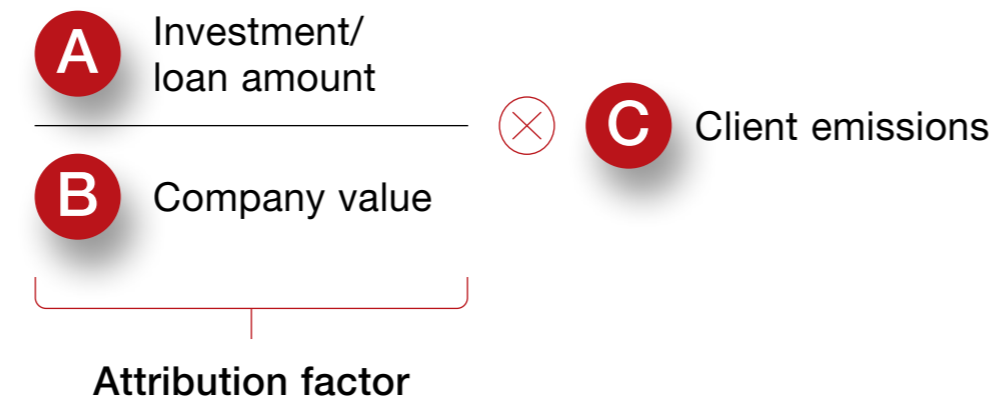 A
Investment/
loan amount
B
Company value
C
Client emissions
Attribution factor